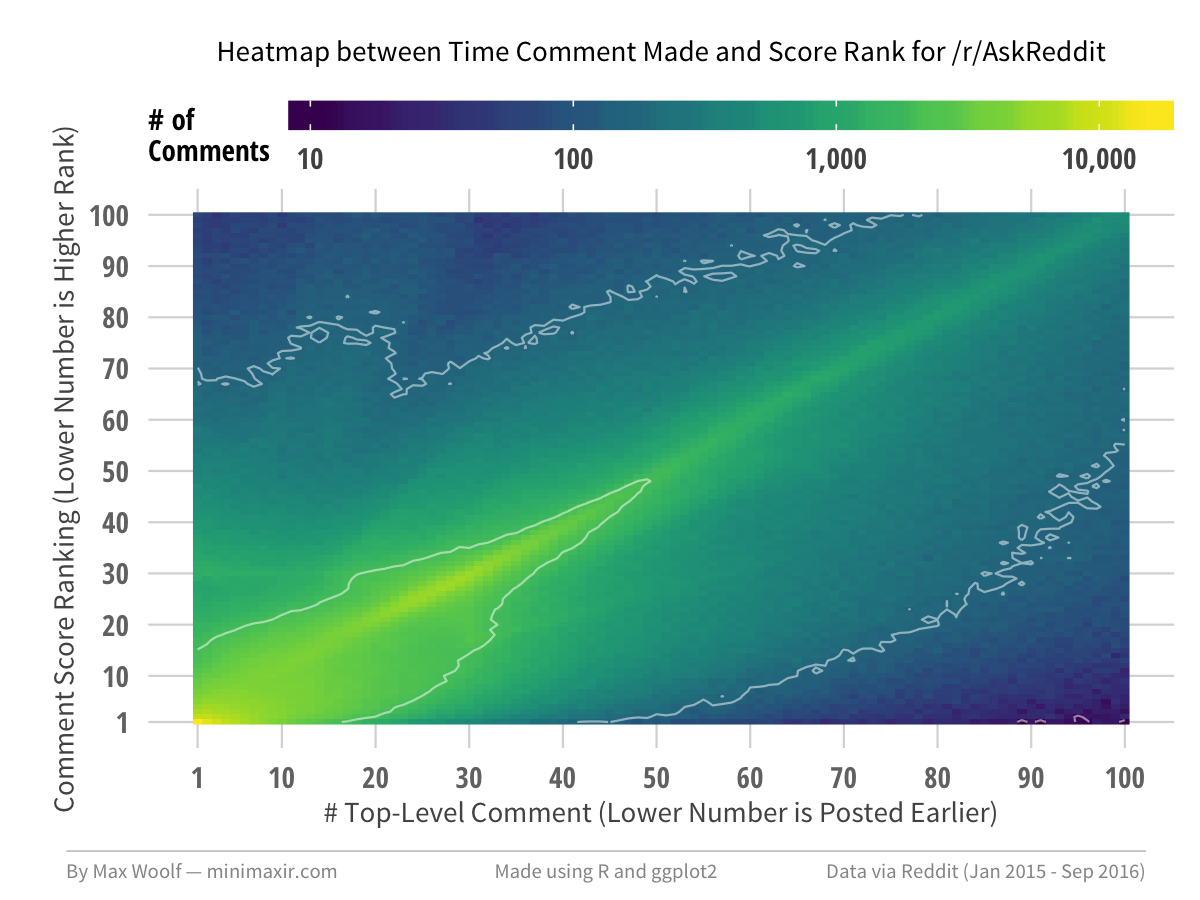 Heatmap between Time Comment Made and Score Rank for /r/AskReddit
# of
Comments
10 100 1,000 10,000
Comment Score Ranking (Lower Number is Higher Rank)
100
90
80
70
60
50
40
30
20
10
1
1 10 20 30 40 50 60 70 80 90 100
# Top-Level Comment (Lower Number is Posted Earlier)
By Max Woolf — minimaxir.com
Made using R and ggplot2
Data via Reddit (Jan 2015 - Sep 2016)